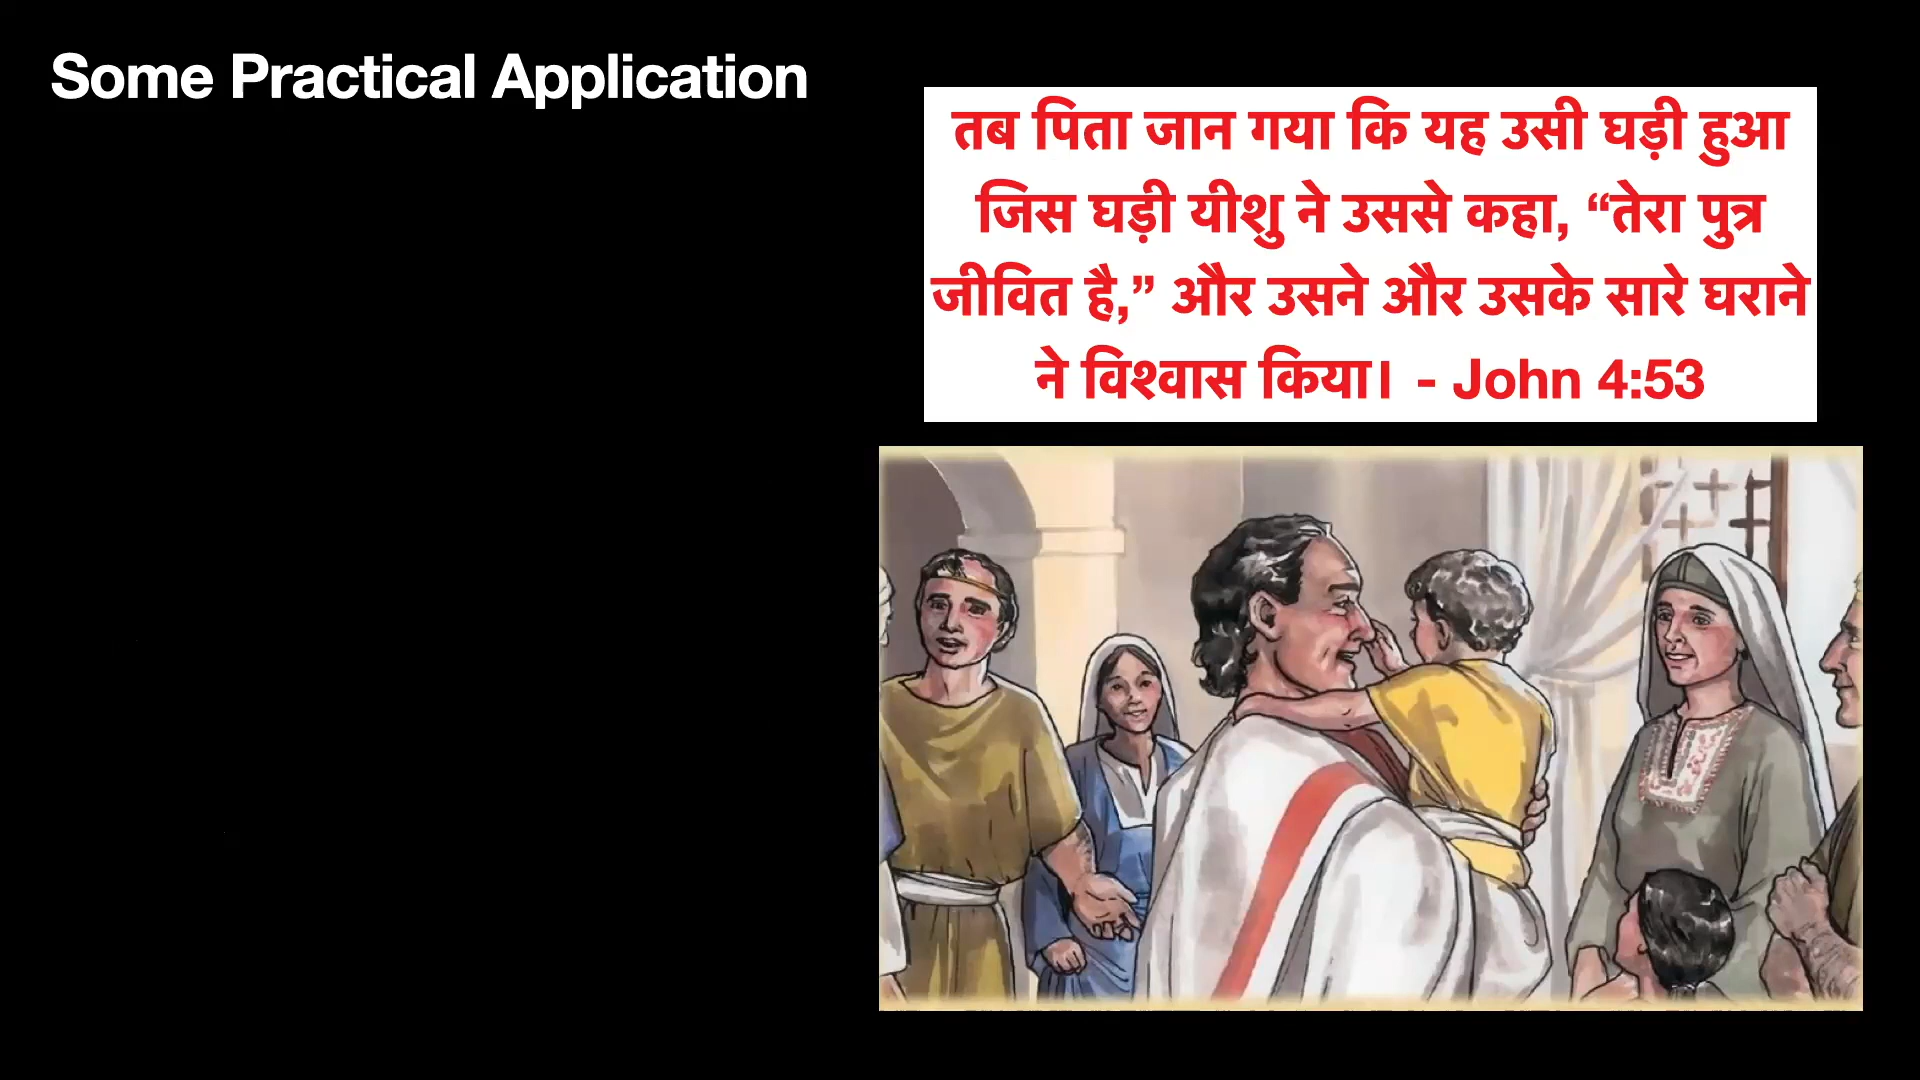 Some Practical Application
तब पिता जान गया कि यह उसी घड़ी हुआ
जिस घड़ी यीशु ने उससे कहा, “तेरा पुत्र
जीवित है,” और उसने और उसके सारे घराने
ने विश्वास किया। - John 4:53